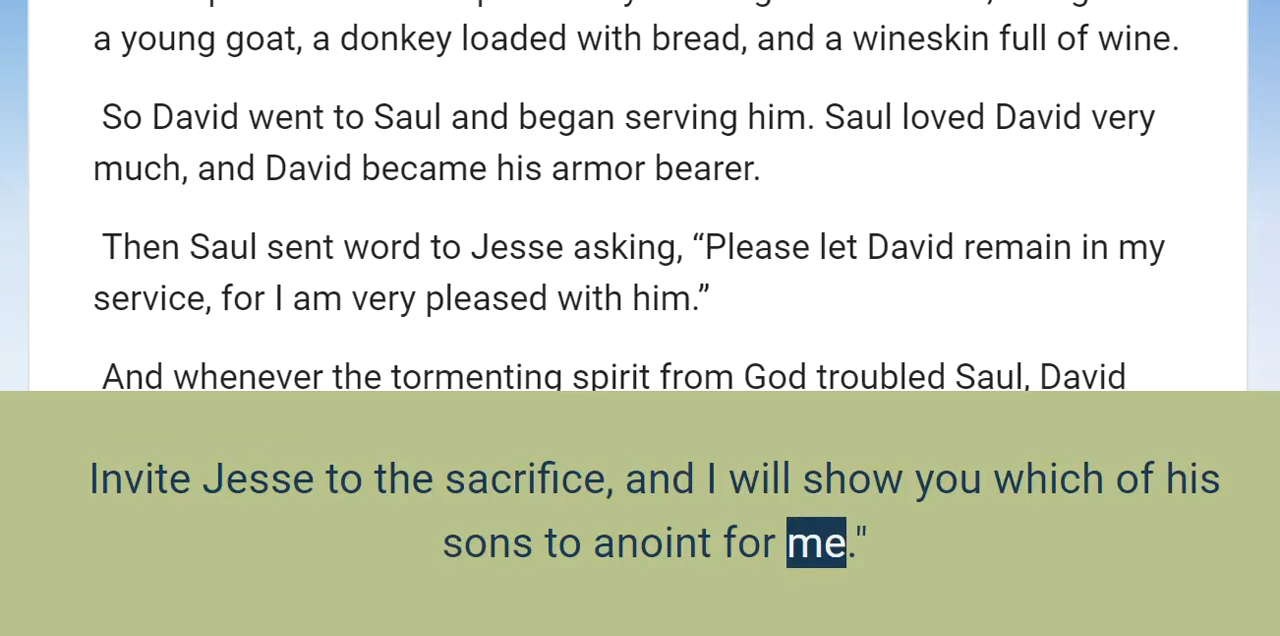 a young goat, a donkey loaded with bread, and a wineskin full of wine.
So David went to Saul and began serving him. Saul loved David very
much, and David became his armor bearer.
Then Saul sent word to Jesse asking, “Please let David remain in my
service, for I am very pleased with him.”
And whenever the tormenting spirit from God troubled Saul, David
Invite Jesse to the sacrifice, and I will show you which of his
sons to anoint for me."